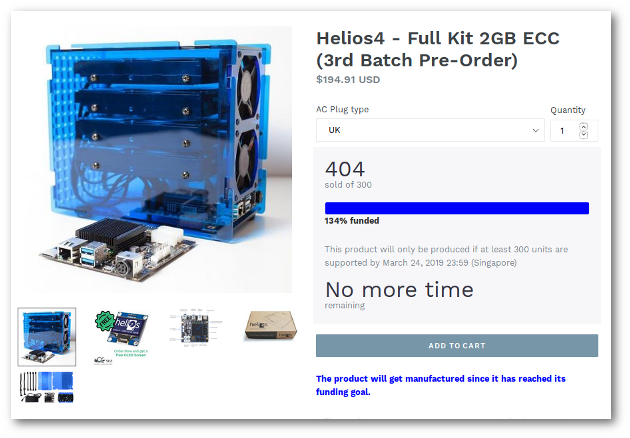 Helios4 - Full Kit 2GB ECC
(3rd Batch Pre-Order)
$194.91 USD
AC Plug type
Quantity
UK
1
404
sold of 300
134% funded
This product will only be produced if at least 300 units are
supported by March 24, 2019 23:59 (Singapore)
No more time
remaining
ADD TO CART
The product will get manufactured since it has reached its
funding goal.
FREE
helios
helios